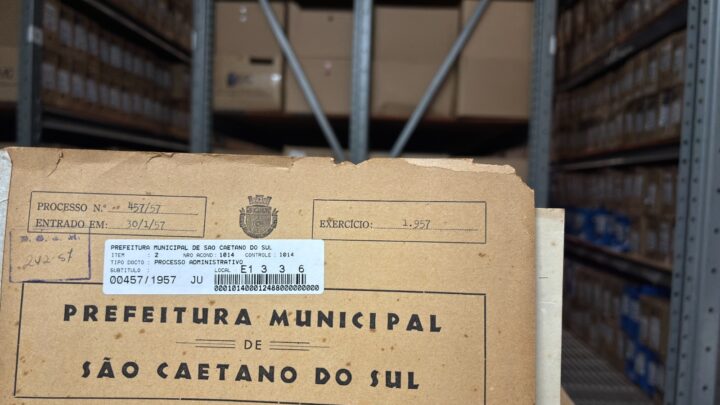 PROCESSO N.º 457/57
ENTRADO EM: 30/1/57
EXERCÍCIO: 1.957
242-57
PREFEITURA MUNICIPAL DE SAO CAETANO DO SUL
ITEM : 2 NRO ACOND: 1014 CONTROLE : 1014
TIPO DOCTO : PROCESSO ADMINISTRATIVO
SUBTITULO : LOCAL E1 3 3 6
00457/1957 JU
PREFEITURA MUNICIPAL
DE
SÃO CAETANO DO SUL